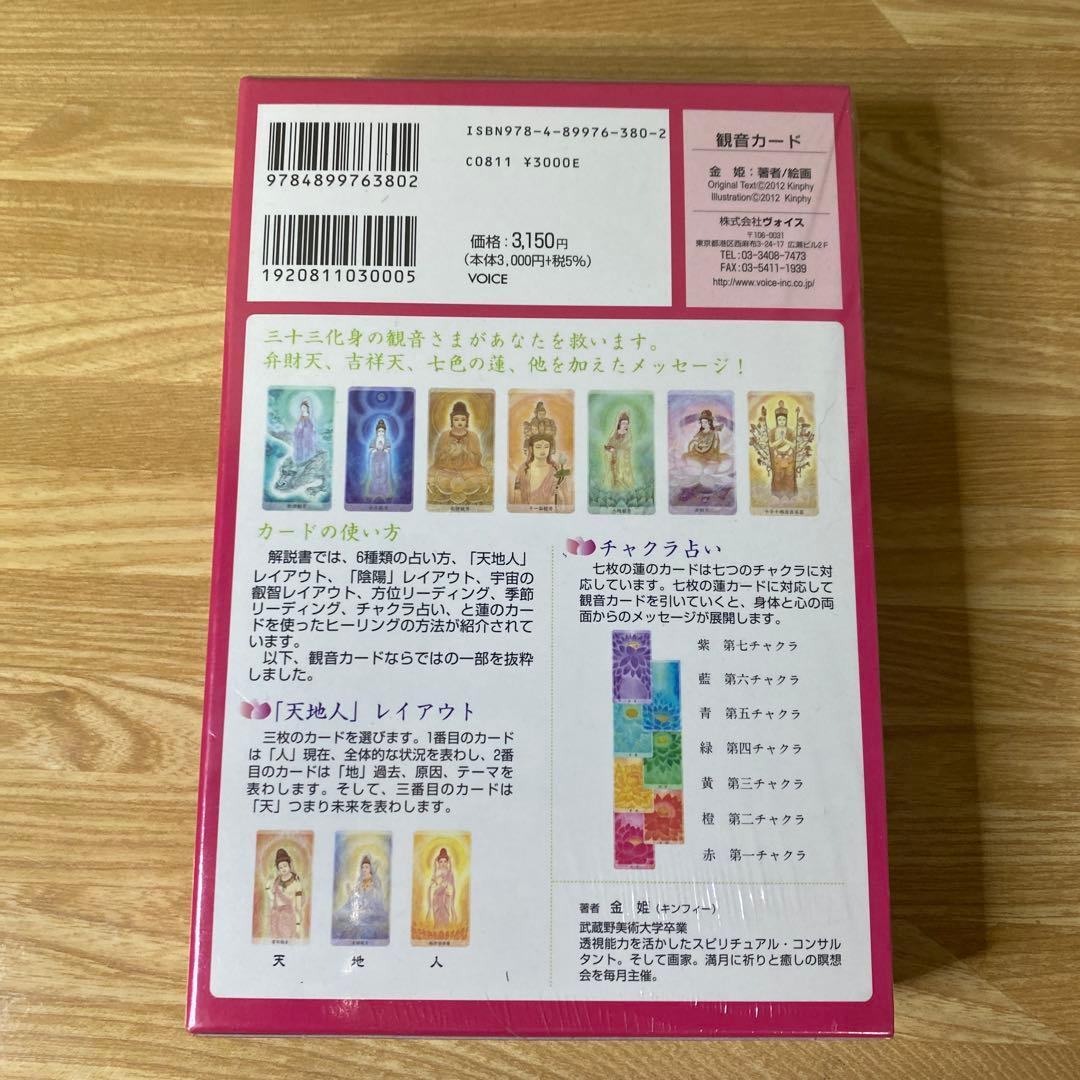 ISBN978-4-89976-380-2
9784899763802
C0811 ¥3000E
1920811030005
価格：3,150円
（本体3,000円+税5%）
VOICE
観音カード
金 姫：著者/絵画
Original TextⒸ2012 Kinphy
IllustrationⒸ2012 Kinphy
株式会社ヴォイス
〒106-0031
東京都港区西麻布3-24-17 広瀬ビル2F
TEL:03-3408-7473
FAX:03-5411-1939
http://www.voice-inc.co.jp/
三十三化身の観音さまがあなたを救います。
弁財天、吉祥天、七色の蓮、他を加えたメッセージ！
カードの使い方
解説書では、6種類の占い方、「天地人」
レイアウト、「陰陽」レイアウト、宇宙の
叡智レイアウト、方位リーディング、季節
リーディング、チャクラ占い、と蓮のカー
ドを使ったヒーリングの方法が紹介されて
います。
以下、観音カードならではの一部を抜粋
しました。
「天地人」レイアウト
三枚のカードを選びます。1番目のカード
は「人」現在、全体的な状況を表わし、2番
目のカードは「地」過去、原因、テーマを
表わします。そして、三番目のカードは
「天」つまり未来を表わします。
天 地 人
チャクラ占い
七枚の蓮のカードは七つのチャクラに対
応しています。七枚の蓮カードに対応して
観音カードを引いていくと、身体と心の両
面からのメッセージが展開します。
紫 第七チャクラ
藍 第六チャクラ
青 第五チャクラ
緑 第四チャクラ
黄 第三チャクラ
橙 第二チャクラ
赤 第一チャクラ
著者 金 姫（キンフィー）
武蔵野美術大学卒業
透視能力を活かしたスピリチュアル・コンサル
タント。そして画家。満月に祈りと癒しの瞑想
会を毎月主催。